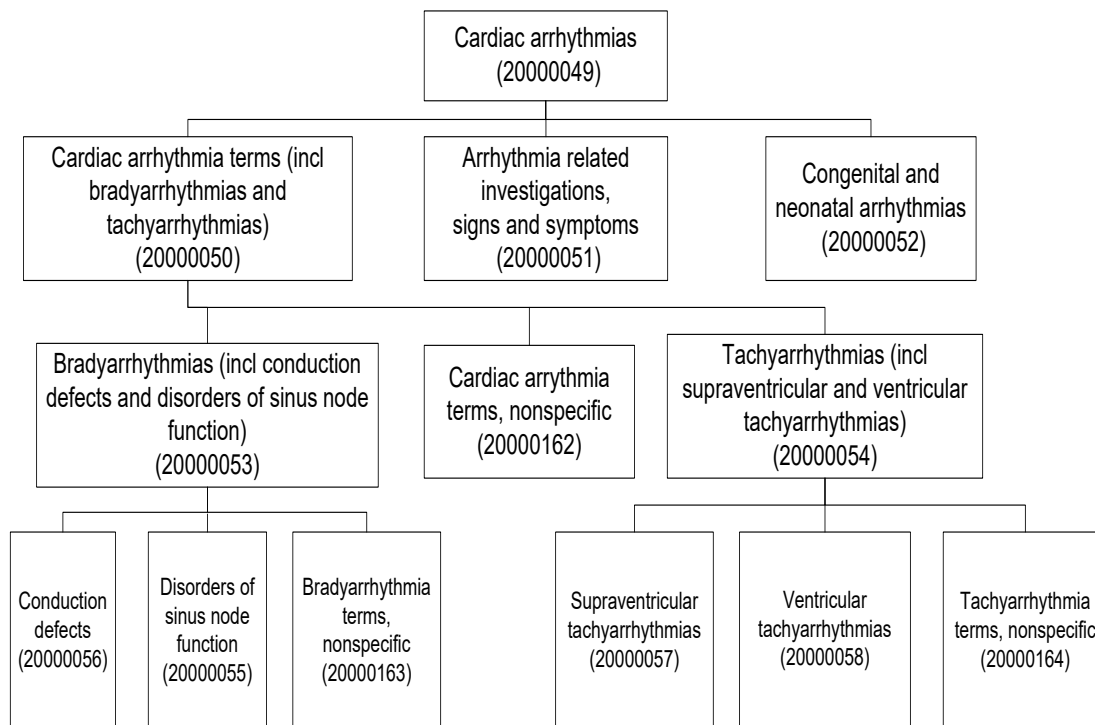 Cardiac arrhythmias
(20000049)
Cardiac arrhythmia terms (incl
bradyarrhythmias and
tachyarrhythmias)
(20000050)
Arrhythmia related
investigations,
signs and symptoms
(20000051)
Congenital and
neonatal arrhythmias
(20000052)
Bradyarrhythmias (incl conduction
defects and disorders of sinus node
function)
(20000053)
Cardiac arrythmia
terms, nonspecific
(20000162)
Tachyarrhythmias (incl
supraventricular and ventricular
tachyarrhythmias)
(20000054)
Conduction
defects
(20000056)
Disorders of
sinus node
function
(20000055)
Bradyarrhythmia
terms,
nonspecific
(20000163)
Supraventricular
tachyarrhythmias
(20000057)
Ventricular
tachyarrhythmias
(20000058)
Tachyarrhythmia
terms, nonspecific
(20000164)